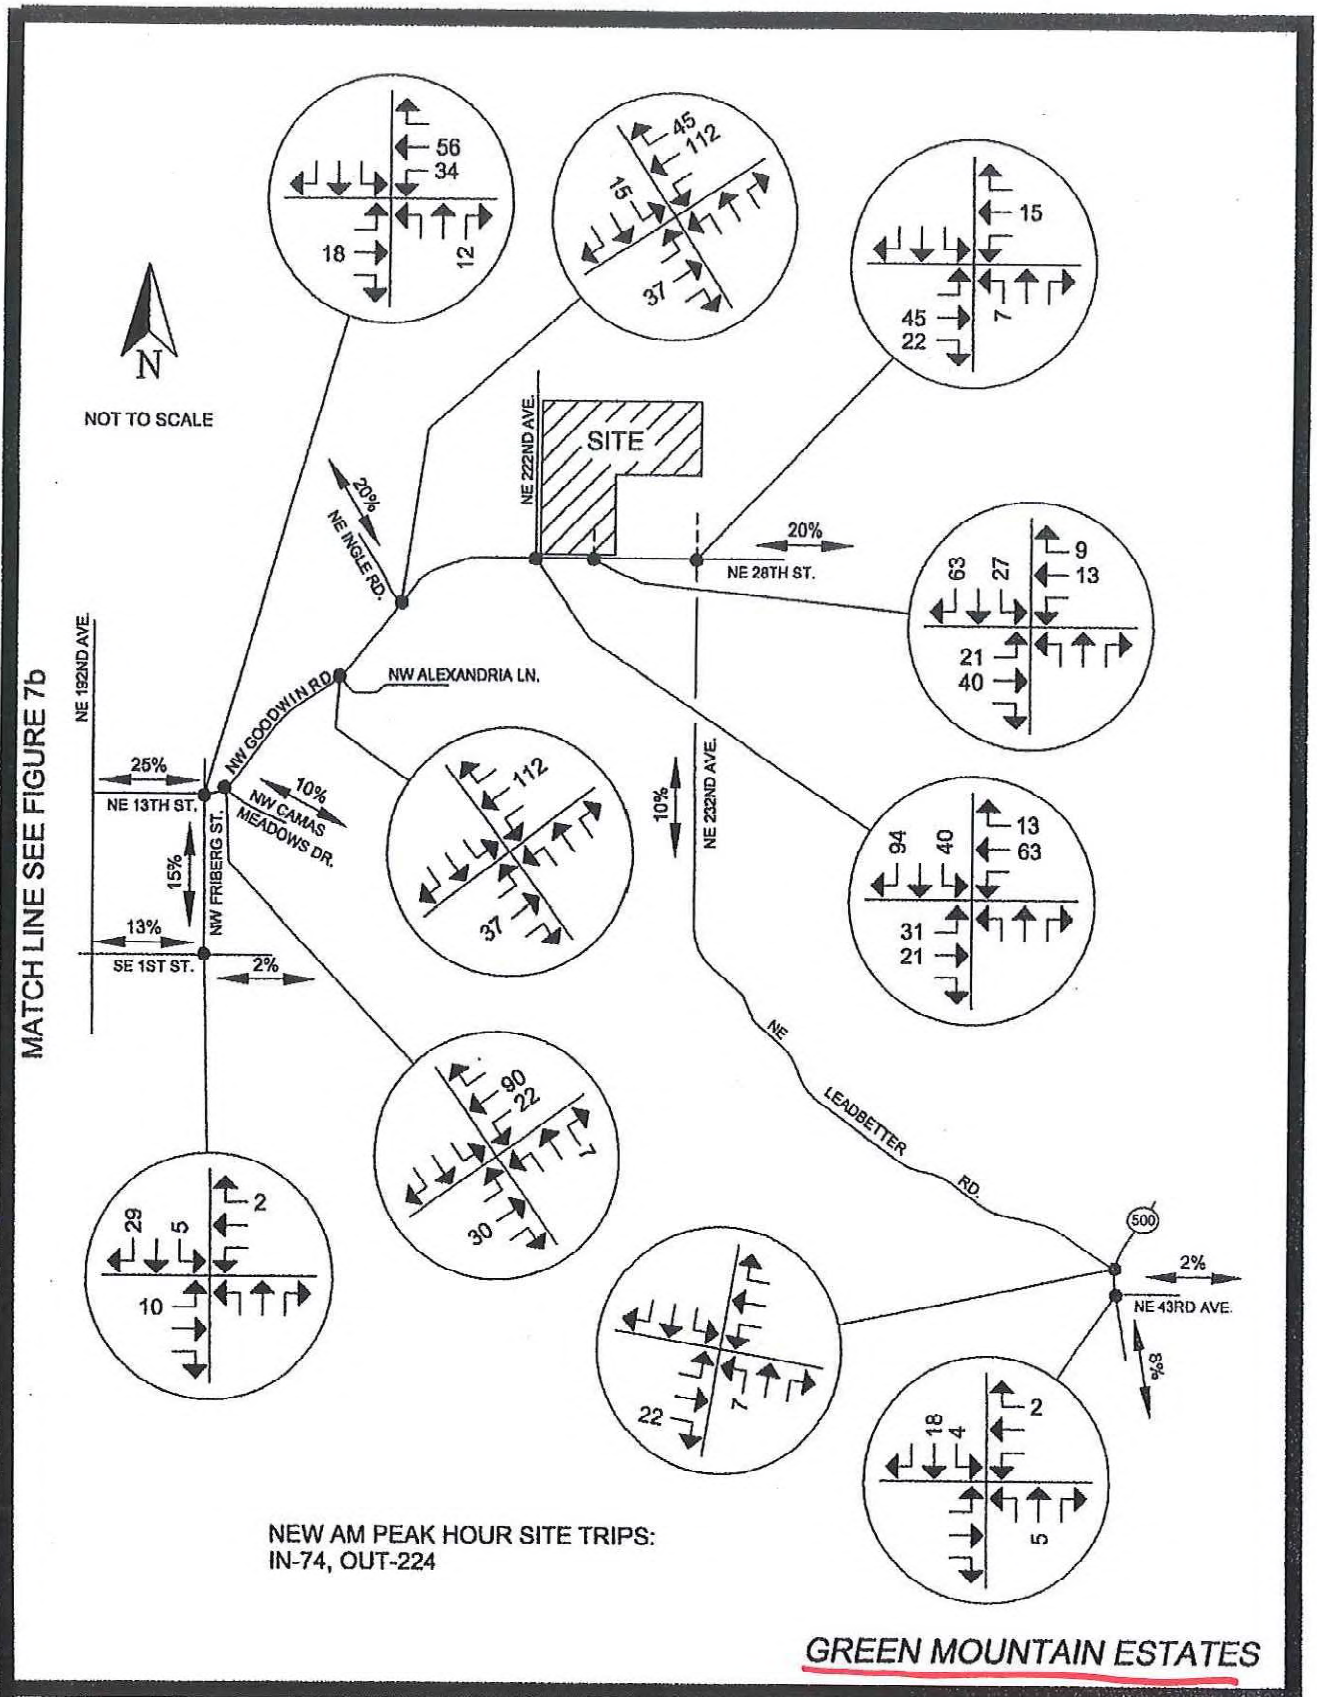 56
34
18
12
45
112
15
37
15
45
22
7
N
NOT TO SCALE
NE 222ND AVE.
SITE
20%
NE INGLE RD.
20%
NE 28TH ST.
9
13
63
27
21
40
NE 192ND AVE.
MATCH LINE SEE FIGURE 7b
NW ALEXANDRIA LN.
NW GOODWIN RD
25%
NE 13TH ST.
10%
NW CAMAS
MEADOWS DR.
15%
NW FRIBERG ST.
13%
SE 1ST ST.
2%
112
37
10%
NE 232ND AVE.
13
63
94
40
31
21
NE
LEADBETTER
RD.
90
22
7
30
2
29
5
10
500
2%
NE 43RD AVE.
8%
22
7
2
18
4
5
NEW AM PEAK HOUR SITE TRIPS:
IN-74, OUT-224
GREEN MOUNTAIN ESTATES